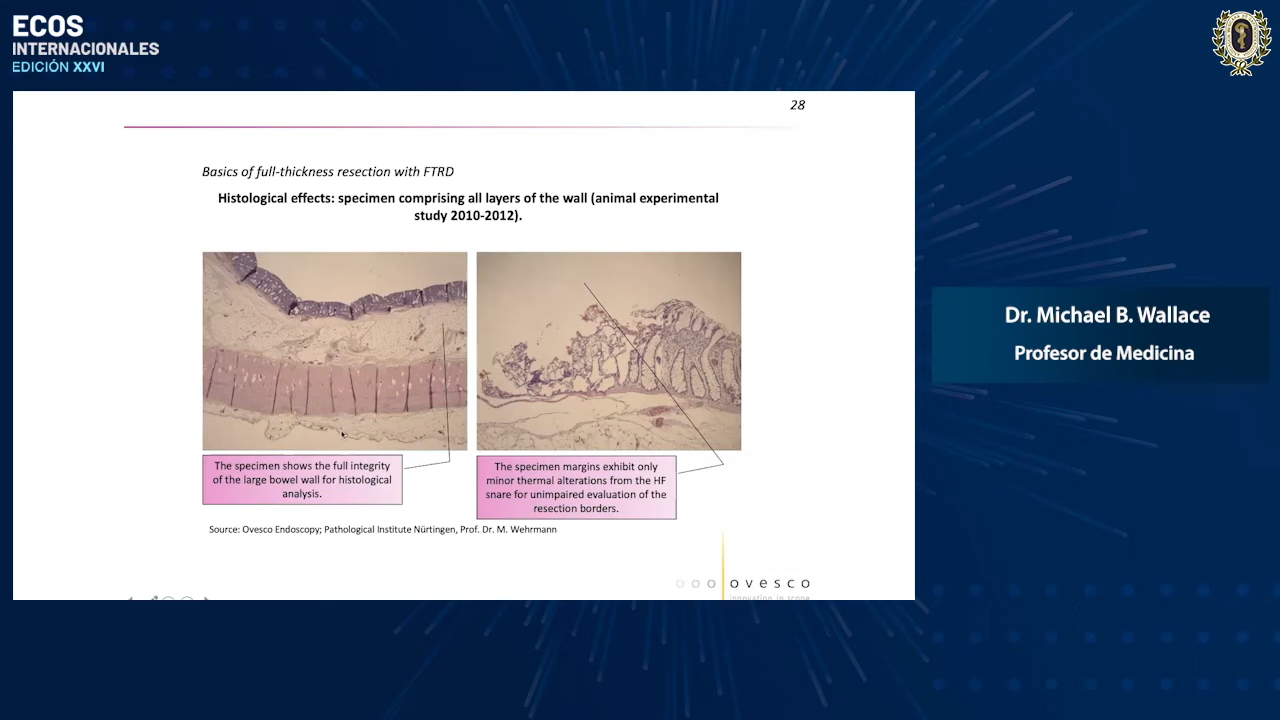 ECOS
INTERNACIONALES
EDICIÓN XXVI
28
Basics of full-thickness resection with FTRD
Histological effects: specimen comprising all layers of the wall (animal experimental
study 2010-2012).
The specimen shows the full integrity
of the large bowel wall for histological
analysis.
The specimen margins exhibit only
minor thermal alterations from the HF
snare for unimpaired evaluation of the
resection borders.
Source: Ovesco Endoscopy; Pathological Institute Nürtingen, Prof. Dr. M. Wehrmann
ovesco
innovation in scope
Dr. Michael B. Wallace
Profesor de Medicina